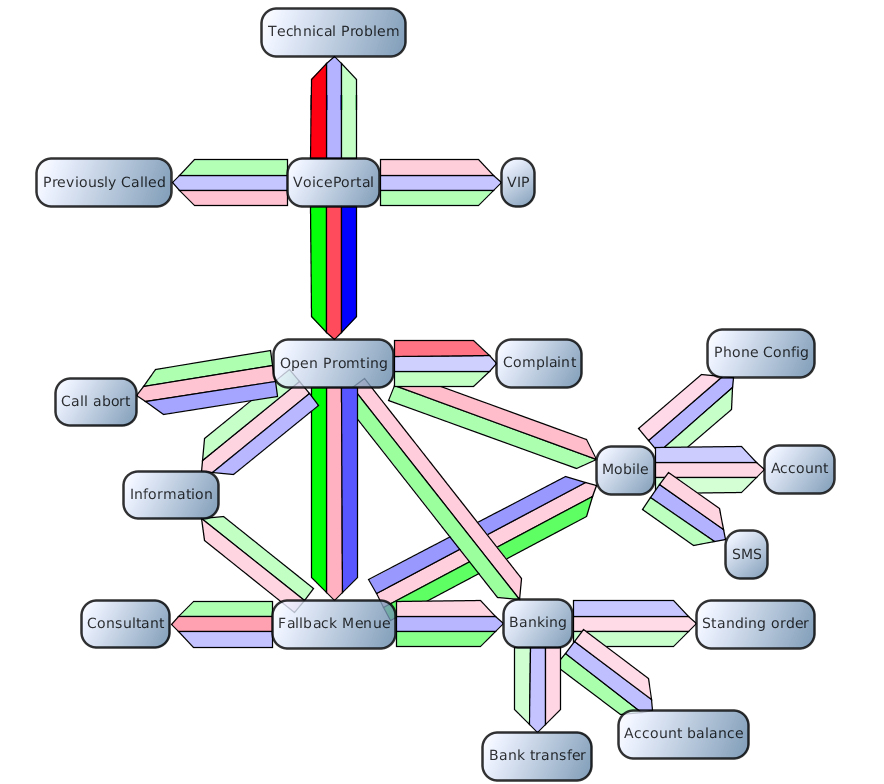 Technical Problem
Previously Called
VoicePortal
VIP
Open Promting
Complaint
Phone Config
Call abort
Mobile
Account
Information
SMS
Consultant
Fallback Menue
Banking
Standing order
Account balance
Bank transfer